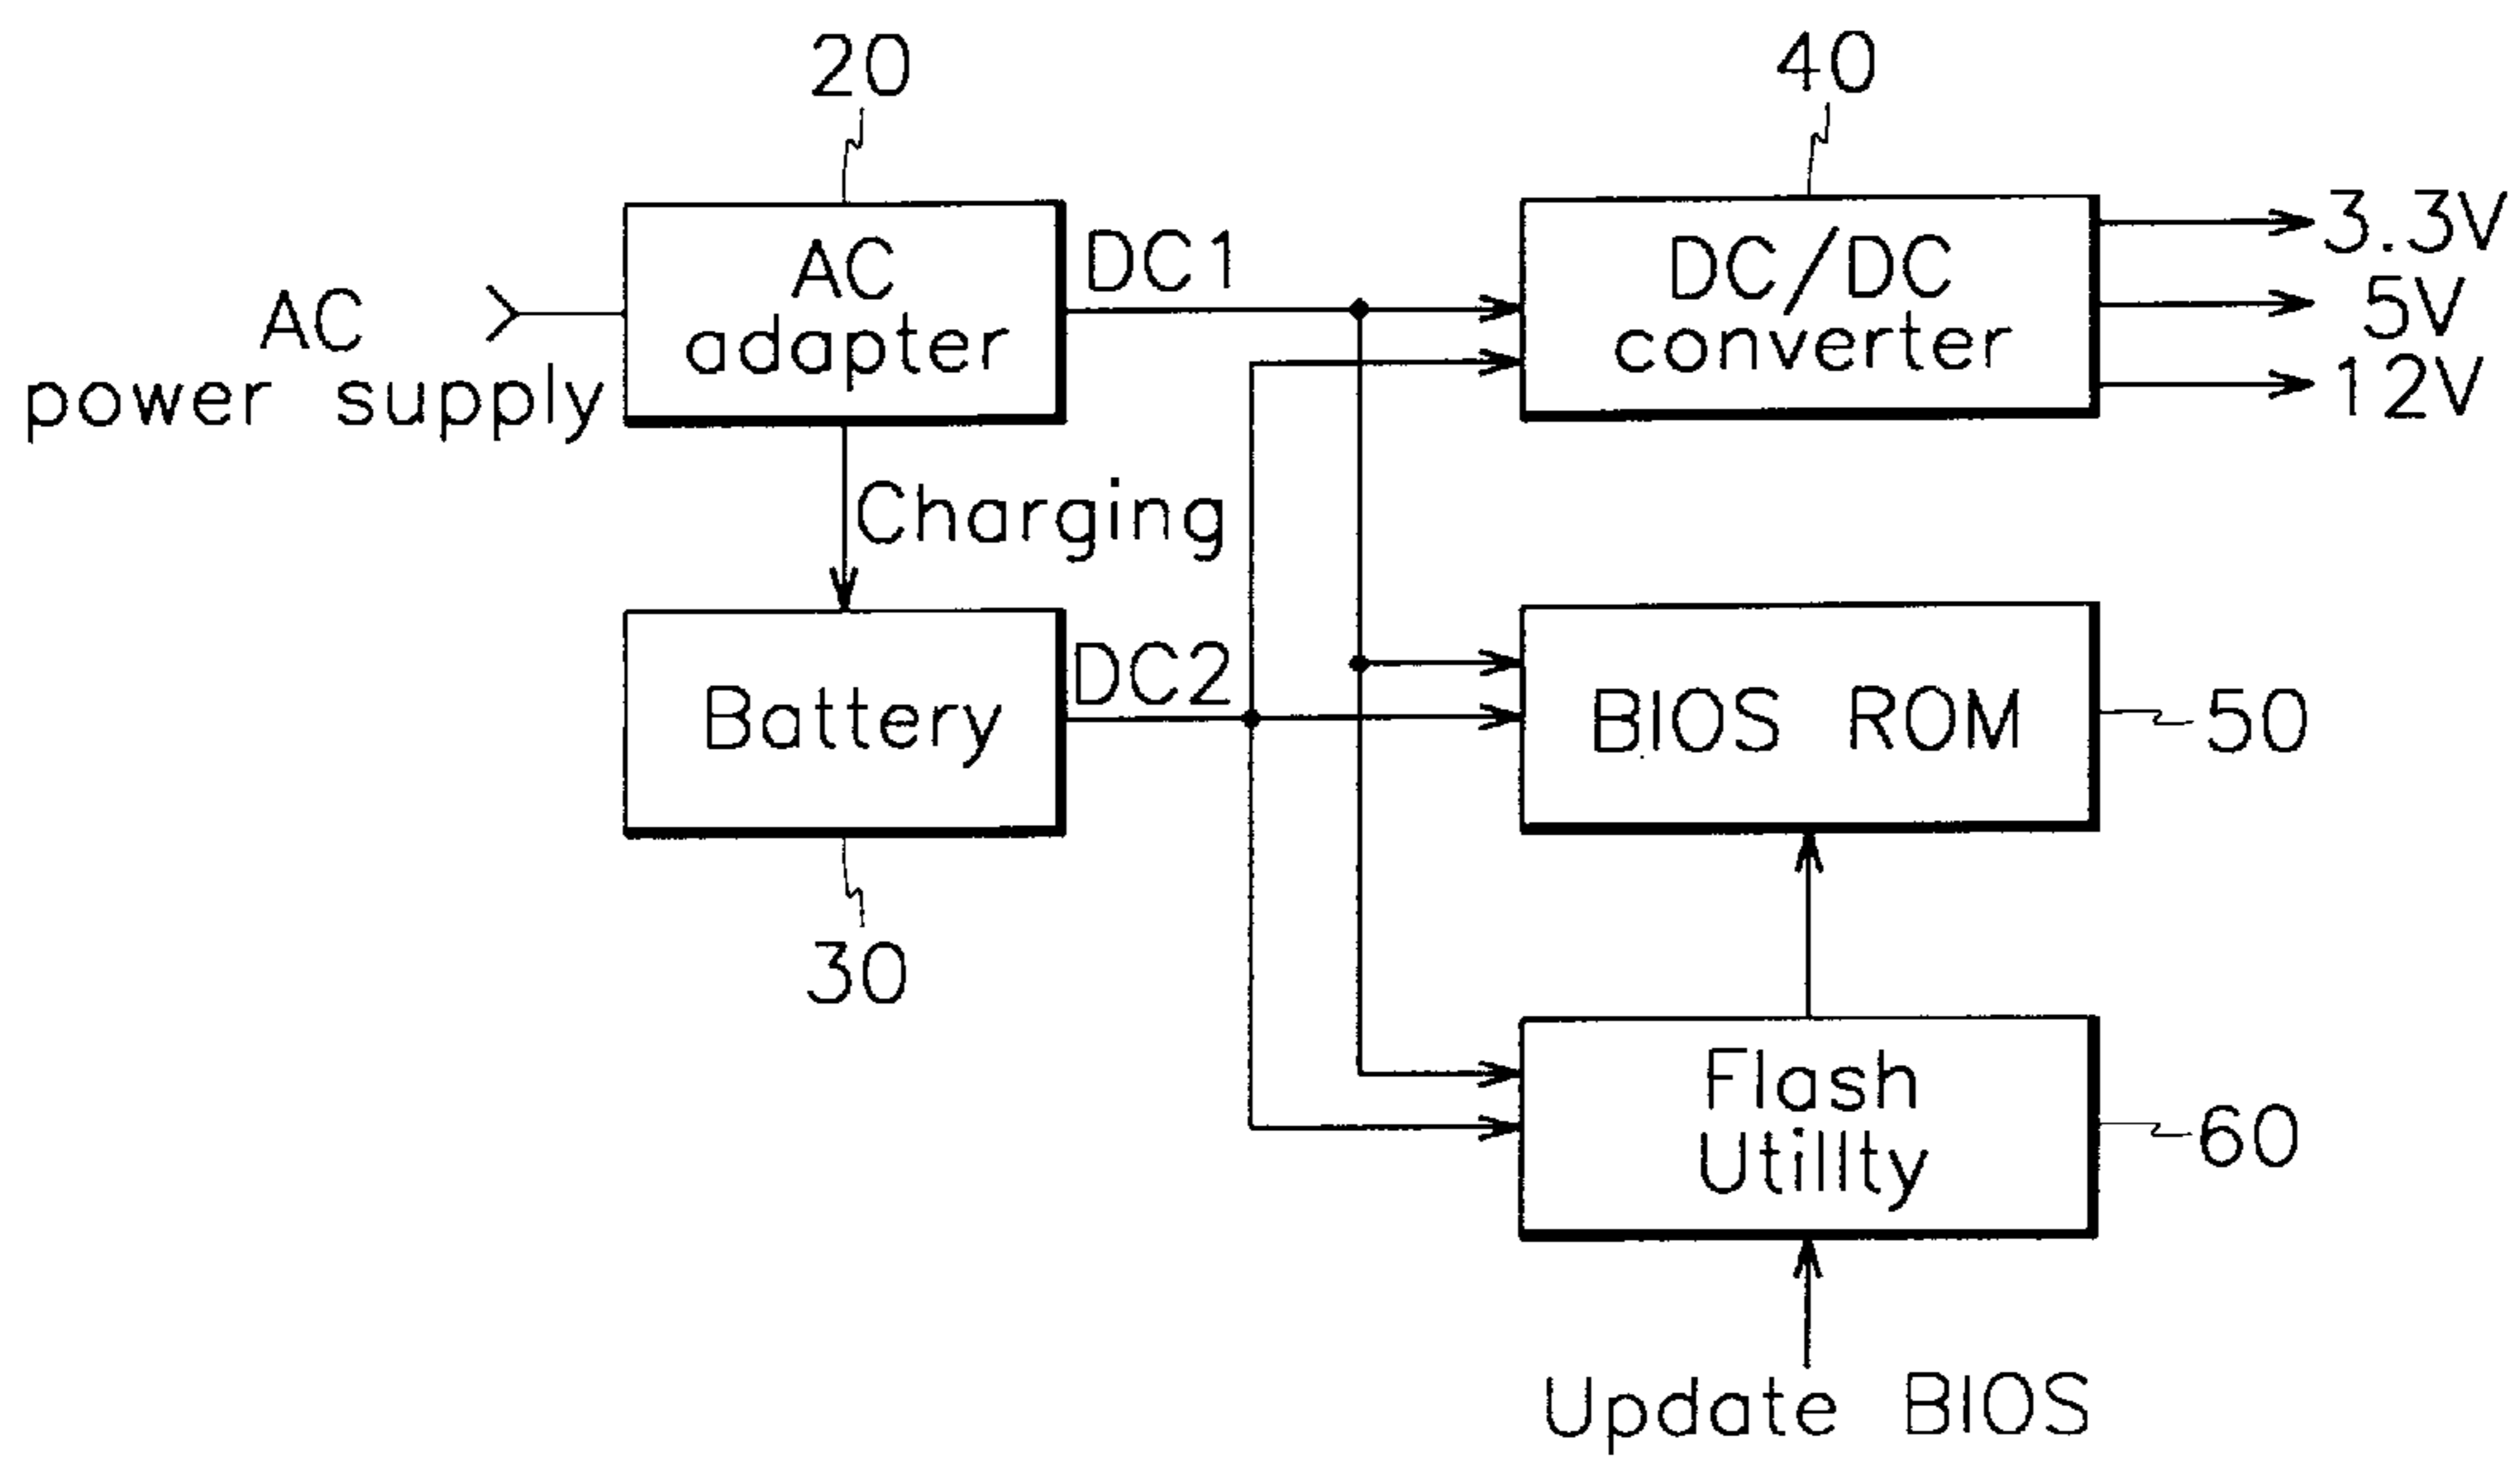 20
40
AC
power supply
AC
adapter
DC1
DC/DC
converter
3.3V
5V
12V
Charging
Battery
DC2
BIOS ROM
50
30
Flash
Utillty
60
Update BIOS